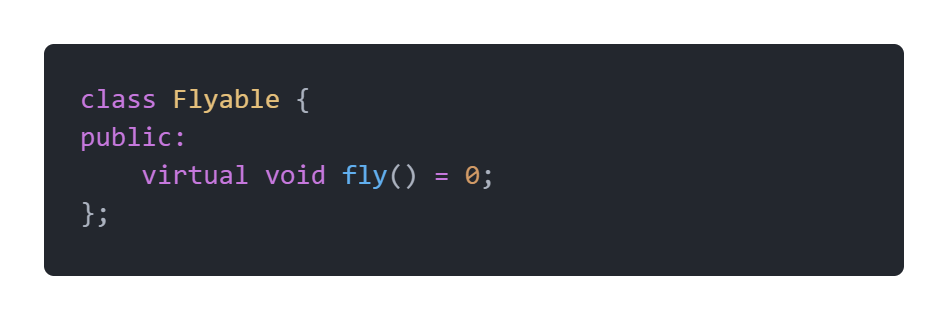 class Flyable {
public:
    virtual void fly() = 0;
};